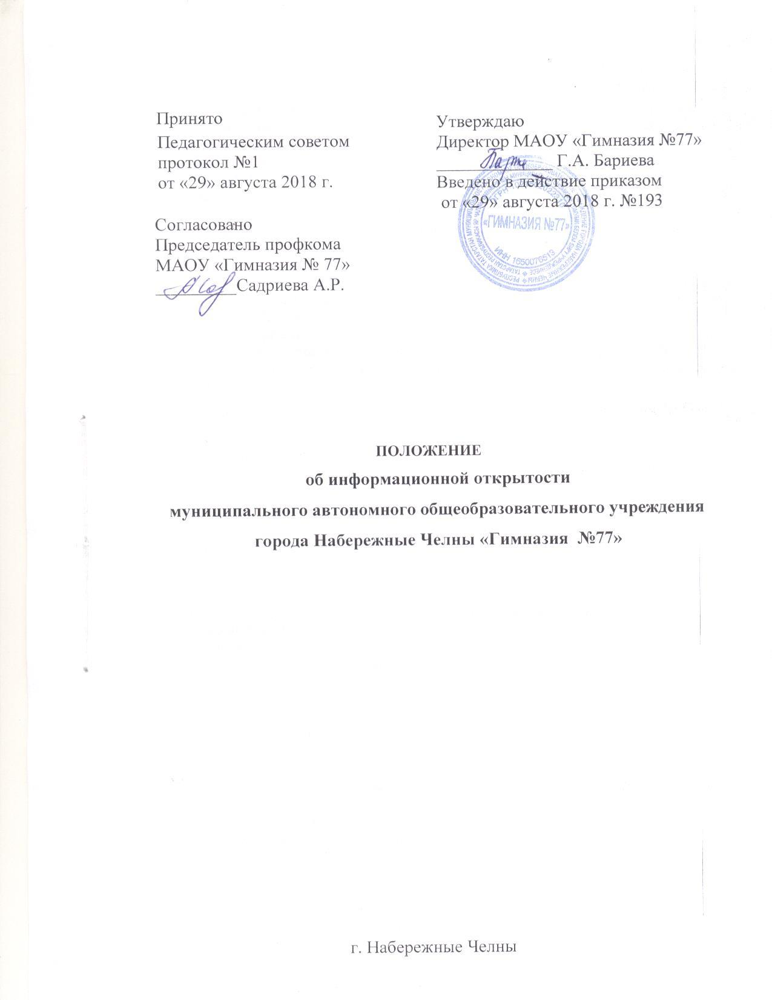 Принято
Педагогическим советом
протокол №1
от «29» августа 2018 г.
Согласовано
Председатель профкома
МАОУ «Гимназия № 77»
__________Садриева А.Р.
Утверждаю
Директор МАОУ «Гимназия №77»
______________ Г.А. Бариева
Введено в действие приказом
от «29» августа 2018 г. №193
«ГИМНАЗИЯ №77»
ИНН 1650076513
ПОЛОЖЕНИЕ
об информационной открытости
муниципального автономного общеобразовательного учреждения
города Набережные Челны «Гимназия №77»
г. Набережные Челны